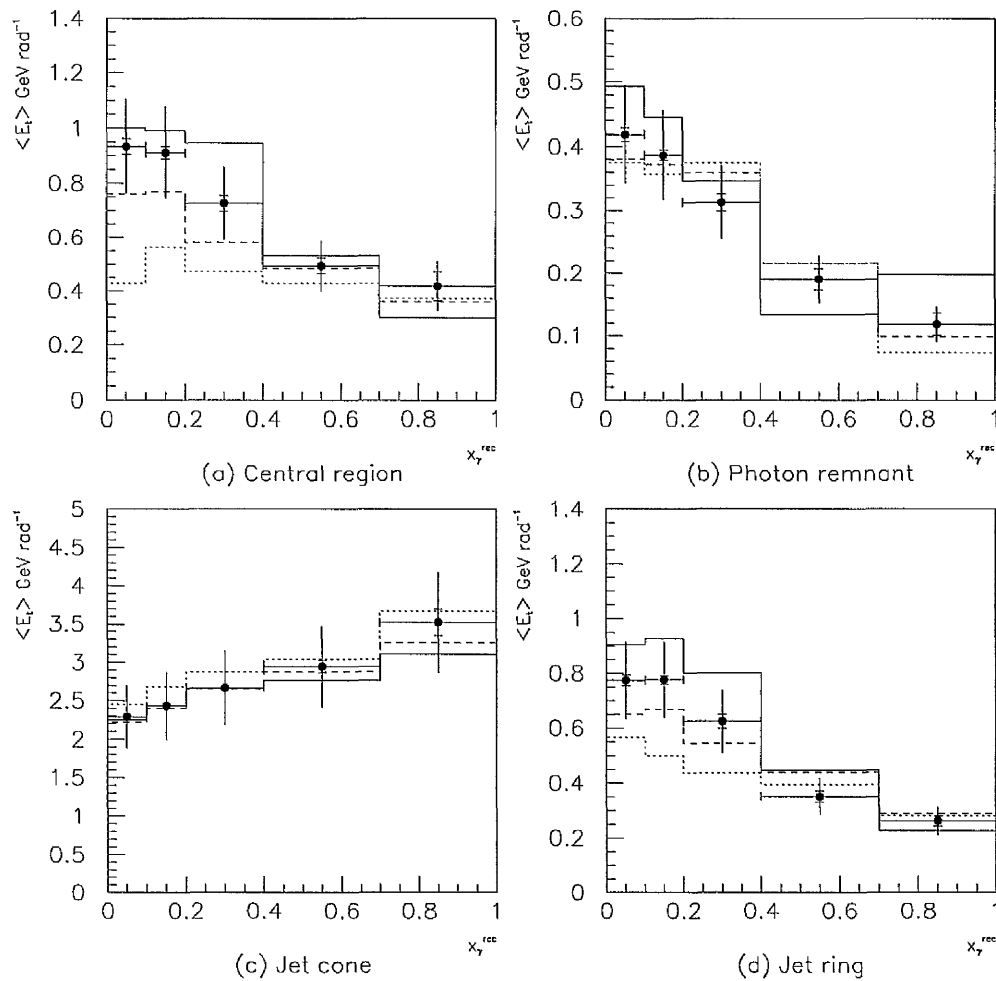 <E_t> GeV rad⁻¹
1.4
1.2
1
0.8
0.6
0.4
0.2
0
0 0.2 0.4 0.6 0.8 1
x_γ^rec
(a) Central region
<E_t> GeV rad⁻¹
0.6
0.5
0.4
0.3
0.2
0.1
0
0 0.2 0.4 0.6 0.8 1
x_γ^rec
(b) Photon remnant
<E_t> GeV rad⁻¹
5
4.5
4
3.5
3
2.5
2
1.5
1
0.5
0
0 0.2 0.4 0.6 0.8 1
x_γ^rec
(c) Jet cone
<E_t> GeV rad⁻¹
1.4
1.2
1
0.8
0.6
0.4
0.2
0
0 0.2 0.4 0.6 0.8 1
x_γ^rec
(d) Jet ring